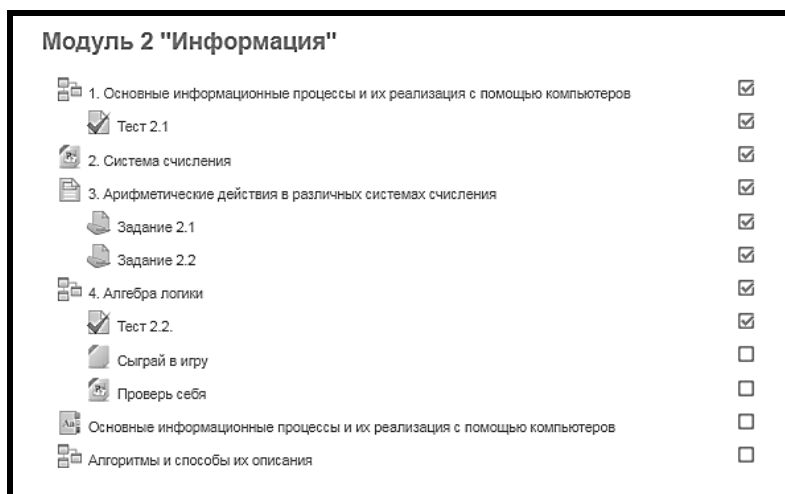 Модуль 2 "Информация"
1. Основные информационные процессы и их реализация с помощью компьютеров
Тест 2.1
2. Система счисления
3. Арифметические действия в различных системах счисления
Задание 2.1
Задание 2.2
4. Алгебра логики
Тест 2.2.
Сыграй в игру
Проверь себя
Основные информационные процессы и их реализация с помощью компьютеров
Алгоритмы и способы их описания